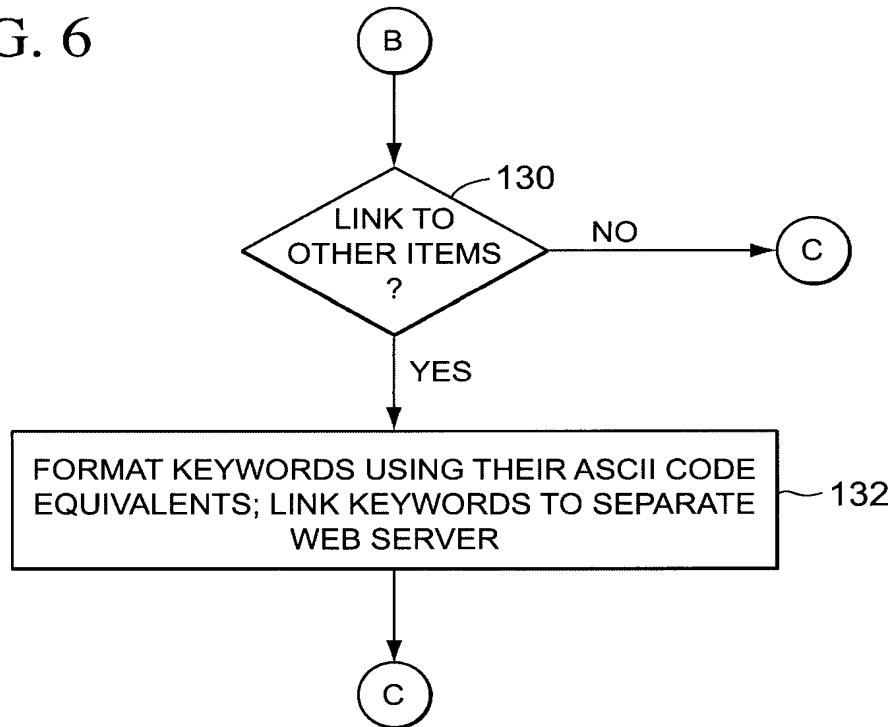 G. 6
B
130
LINK TO
OTHER ITEMS
?
NO
C
YES
FORMAT KEYWORDS USING THEIR ASCII CODE
EQUIVALENTS; LINK KEYWORDS TO SEPARATE
WEB SERVER
132
C